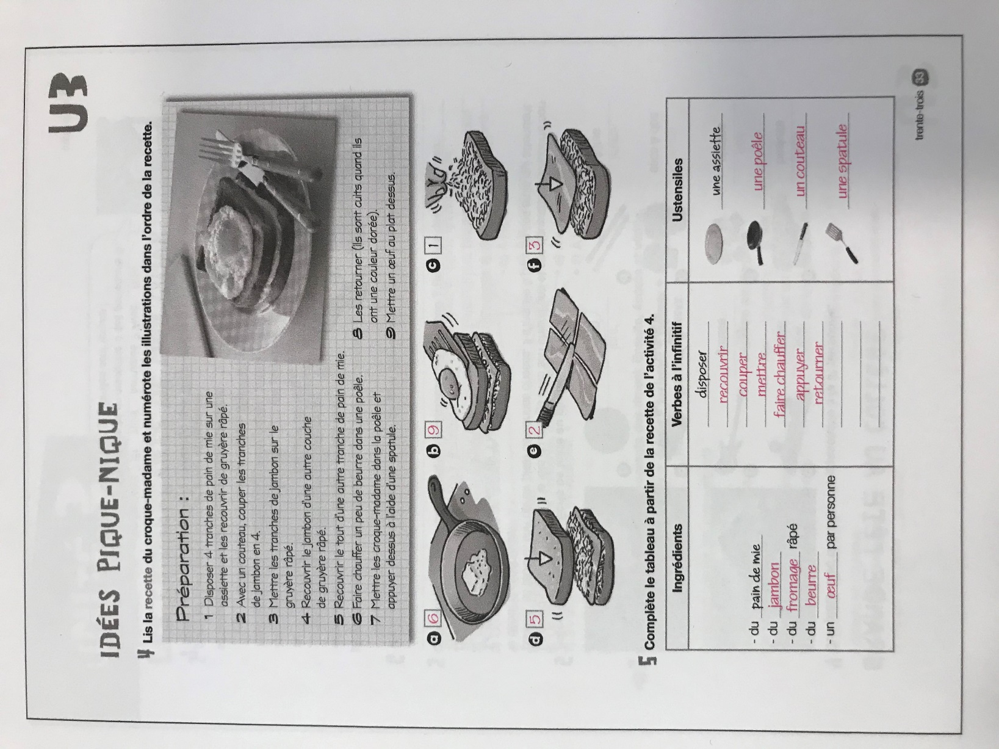 U3
IDÉES PIQUE-NIQUE
4 Lis la recette du croque-madame et numérote les illustrations dans l'ordre de la recette.
Préparation :
1 Disposer 4 tranches de pain de mie sur une
assiette et les recouvrir de gruyère râpé.
2 Avec un couteau, couper les tranches
de jambon en 4.
3 Mettre les tranches de jambon sur le
gruyère râpé.
4 Recouvrir le jambon d'une autre couche
de gruyère râpé.
5 Recouvrir le tout d'une autre tranche de pain de mie.
6 Faire chauffer un peu de beurre dans une poêle.
7 Mettre les croque-madame dans la poêle et
appuyer dessus à l'aide d'une spatule.
8 Les retourner (ils sont cuits quand ils
ont une couleur dorée).
9 Mettre un œuf au plat dessus.
a 6
b 9
c 1
d 5
e 2
f 3
5 Complète le tableau à partir de la recette de l'activité 4.
Ingrédients
- du pain de mie
- du jambon
- du fromage râpé
- du beurre
- un œuf par personne
Verbes à l'infinitif
disposer
recouvrir
couper
mettre
faire chauffer
appuyer
retourner
Ustensiles
une assiette
une poêle
un couteau
une spatule
trente-trois 33